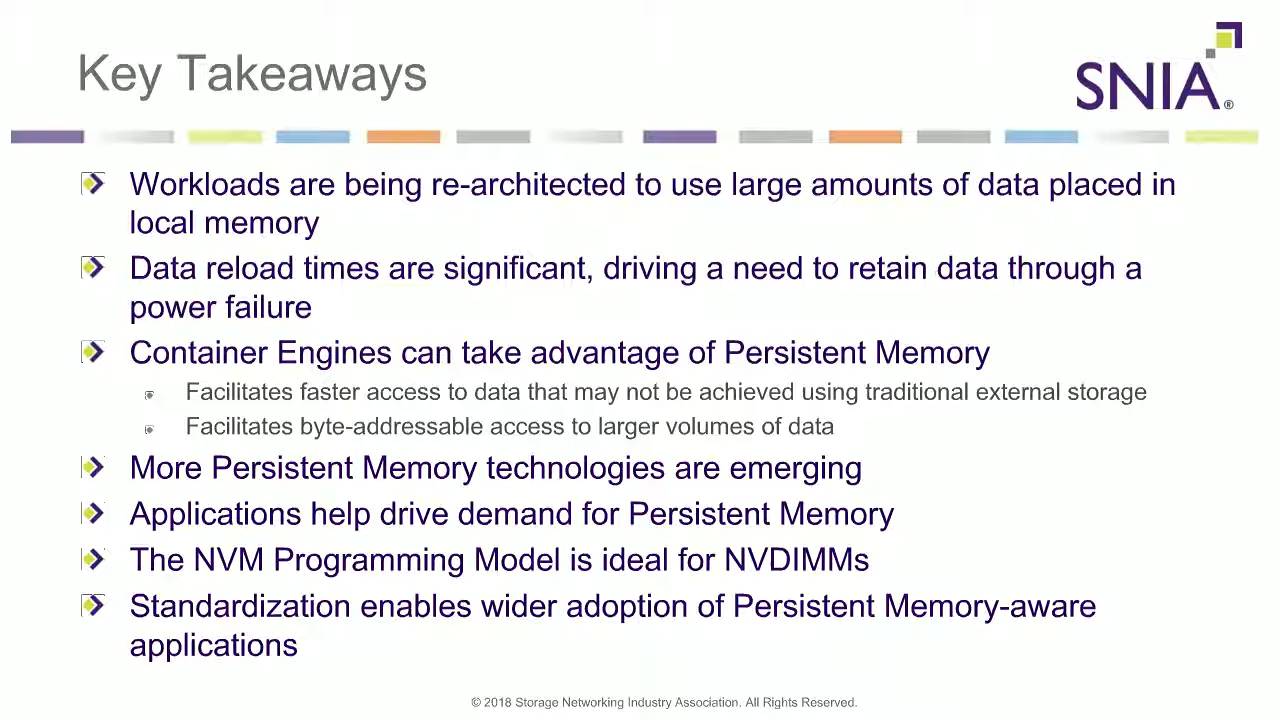 Key Takeaways
SNIA®
Workloads are being re-architected to use large amounts of data placed in
local memory
Data reload times are significant, driving a need to retain data through a
power failure
Container Engines can take advantage of Persistent Memory
Facilitates faster access to data that may not be achieved using traditional external storage
Facilitates byte-addressable access to larger volumes of data
More Persistent Memory technologies are emerging
Applications help drive demand for Persistent Memory
The NVM Programming Model is ideal for NVDIMMs
Standardization enables wider adoption of Persistent Memory-aware
applications
© 2018 Storage Networking Industry Association. All Rights Reserved.